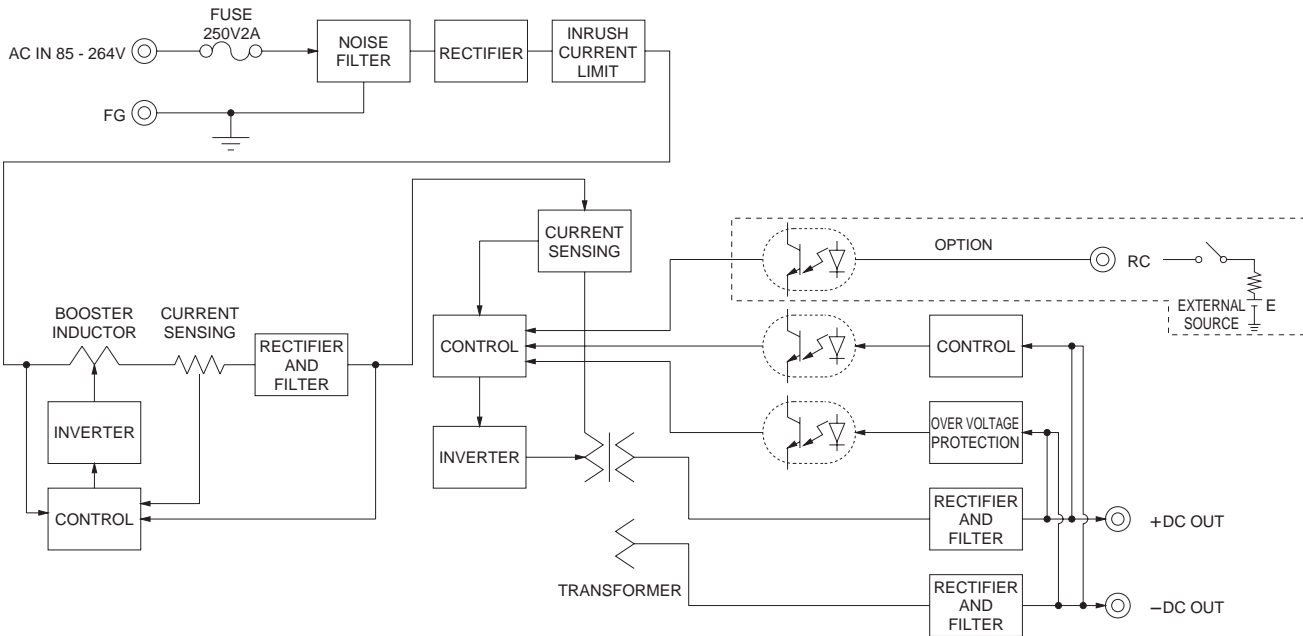 FUSE
250V2A
AC IN 85 - 264V
NOISE
FILTER
RECTIFIER
INRUSH
CURRENT
LIMIT
FG
CURRENT
SENSING
OPTION
RC
EXTERNAL
SOURCE
E
BOOSTER
INDUCTOR
CURRENT
SENSING
RECTIFIER
AND
FILTER
CONTROL
CONTROL
INVERTER
INVERTER
OVER VOLTAGE
PROTECTION
CONTROL
RECTIFIER
AND
FILTER
+DC OUT
TRANSFORMER
RECTIFIER
AND
FILTER
−DC OUT